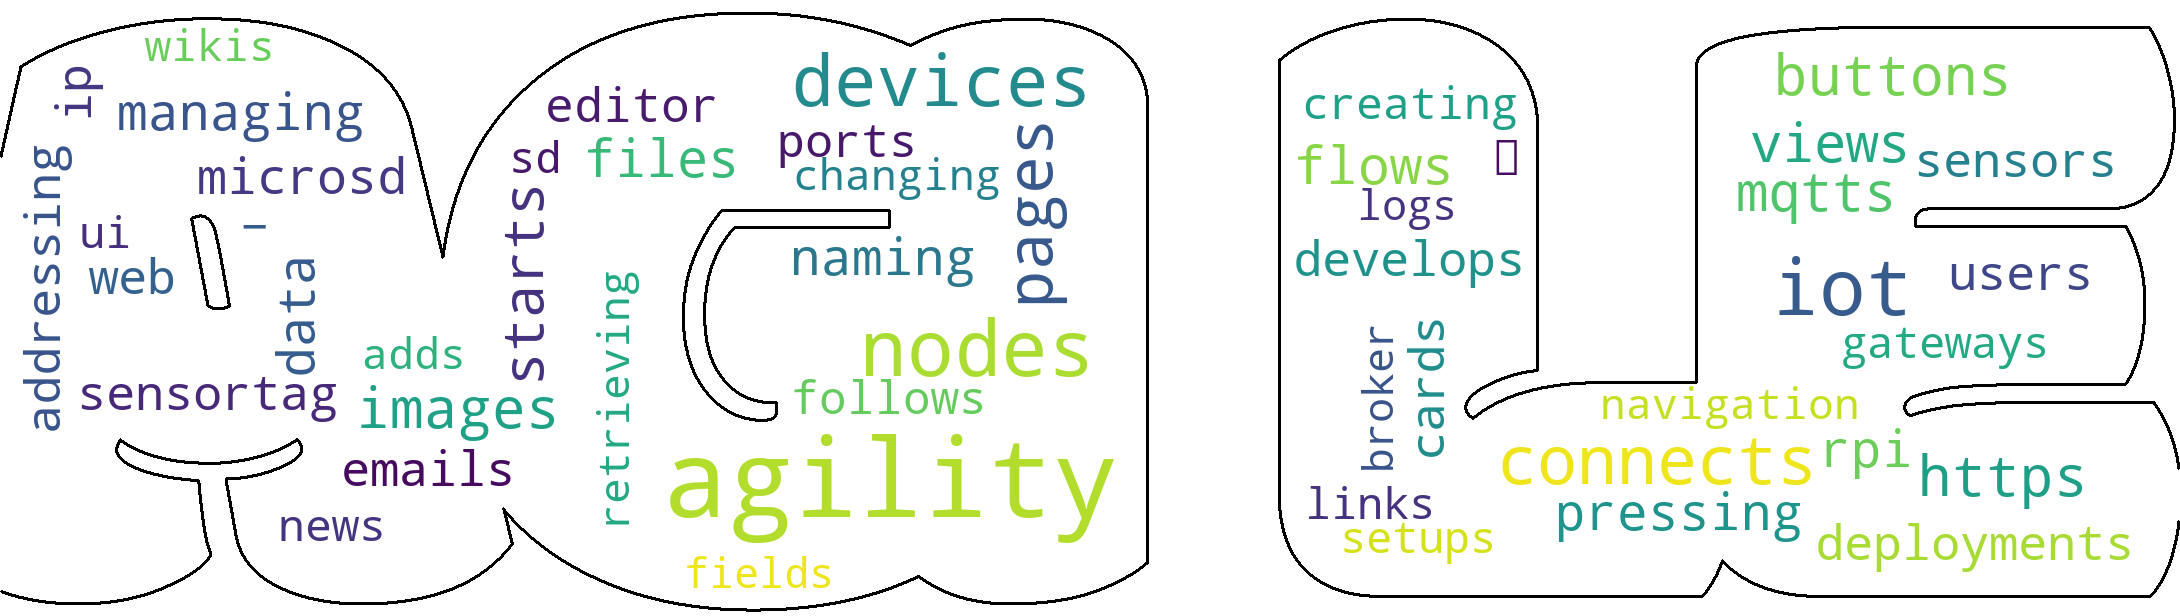 wikis
ip
managing
microsd
addressing
ui
–
web
data
sensortag
adds
images
emails
news
editor
sd
files
starts
retrieving
devices
ports
changing
pages
naming
nodes
follows
agility
fields
creating
flows
logs
develops
broker
cards
links
setups
buttons
views
sensors
mqtts
iot
users
gateways
navigation
connects
rpi
https
pressing
deployments